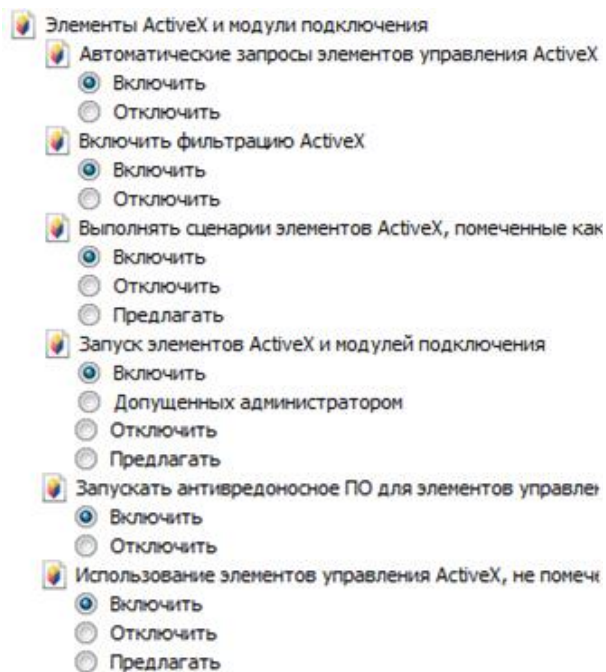 Элементы ActiveX и модули подключения
Автоматические запросы элементов управления ActiveX
Включить
Отключить
Включить фильтрацию ActiveX
Включить
Отключить
Выполнять сценарии элементов ActiveX, помеченные как
Включить
Отключить
Предлагать
Запуск элементов ActiveX и модулей подключения
Включить
Допущенных администратором
Отключить
Предлагать
Запускать антивредоносное ПО для элементов
Включить
Отключить
Использование элементов управления ActiveX, не
Включить
Отключить
Предлагать